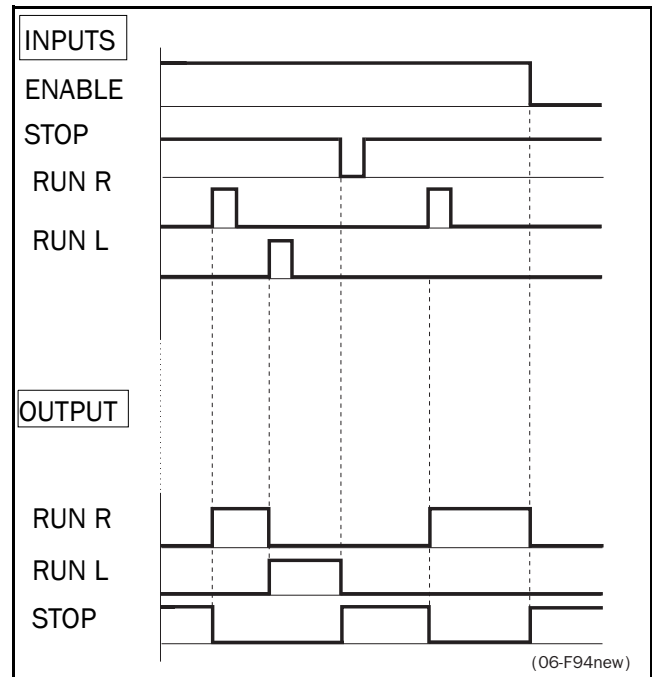 INPUTS
ENABLE
STOP
RUN R
RUN L
OUTPUT
RUN R
RUN L
STOP
(06-F94new)